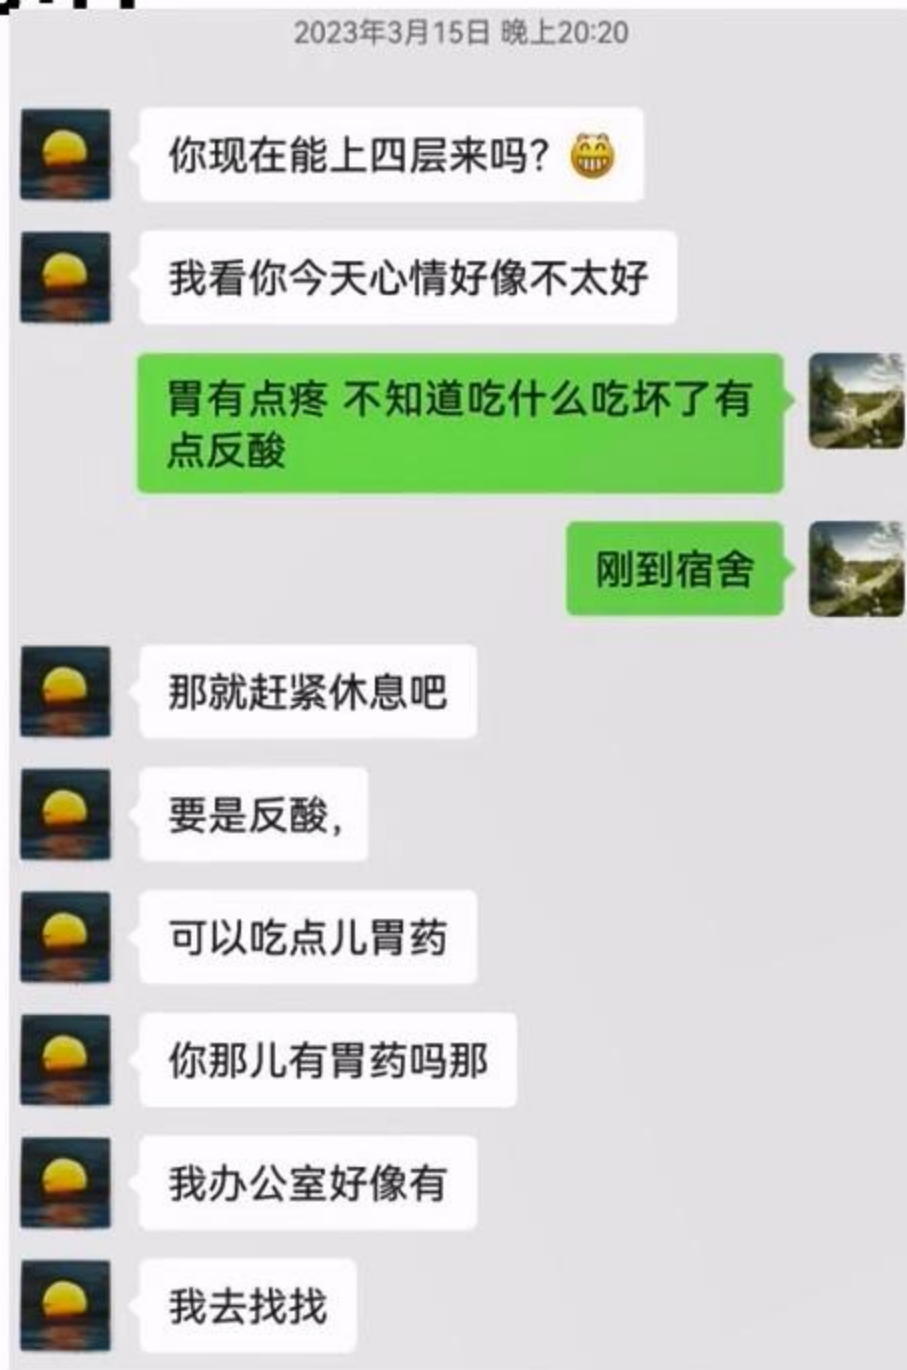 2023年3月15日 晚上20:20
你现在能上四层来吗?😁
我看你今天心情好像不太好
胃有点疼 不知道吃什么吃坏了有
点反酸
刚到宿舍
那就赶紧休息吧
要是反酸,
可以吃点儿胃药
你那儿有胃药吗那
我办公室好像有
我去找找